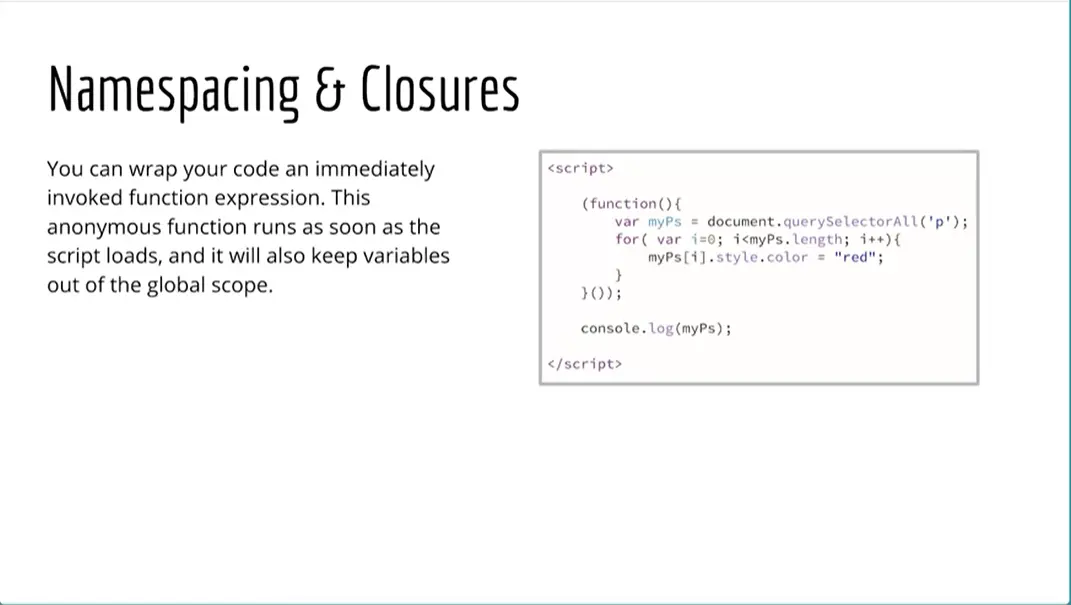 Namespacing & Closures
You can wrap your code an immediately
invoked function expression. This
anonymous function runs as soon as the
script loads, and it will also keep variables
out of the global scope.
<script>
(function(){
var myPs = document.querySelectorAll('p');
for( var i=0; i<myPs.length; i++){
myPs[i].style.color = "red";
}
}());
console.log(myPs);
</script>